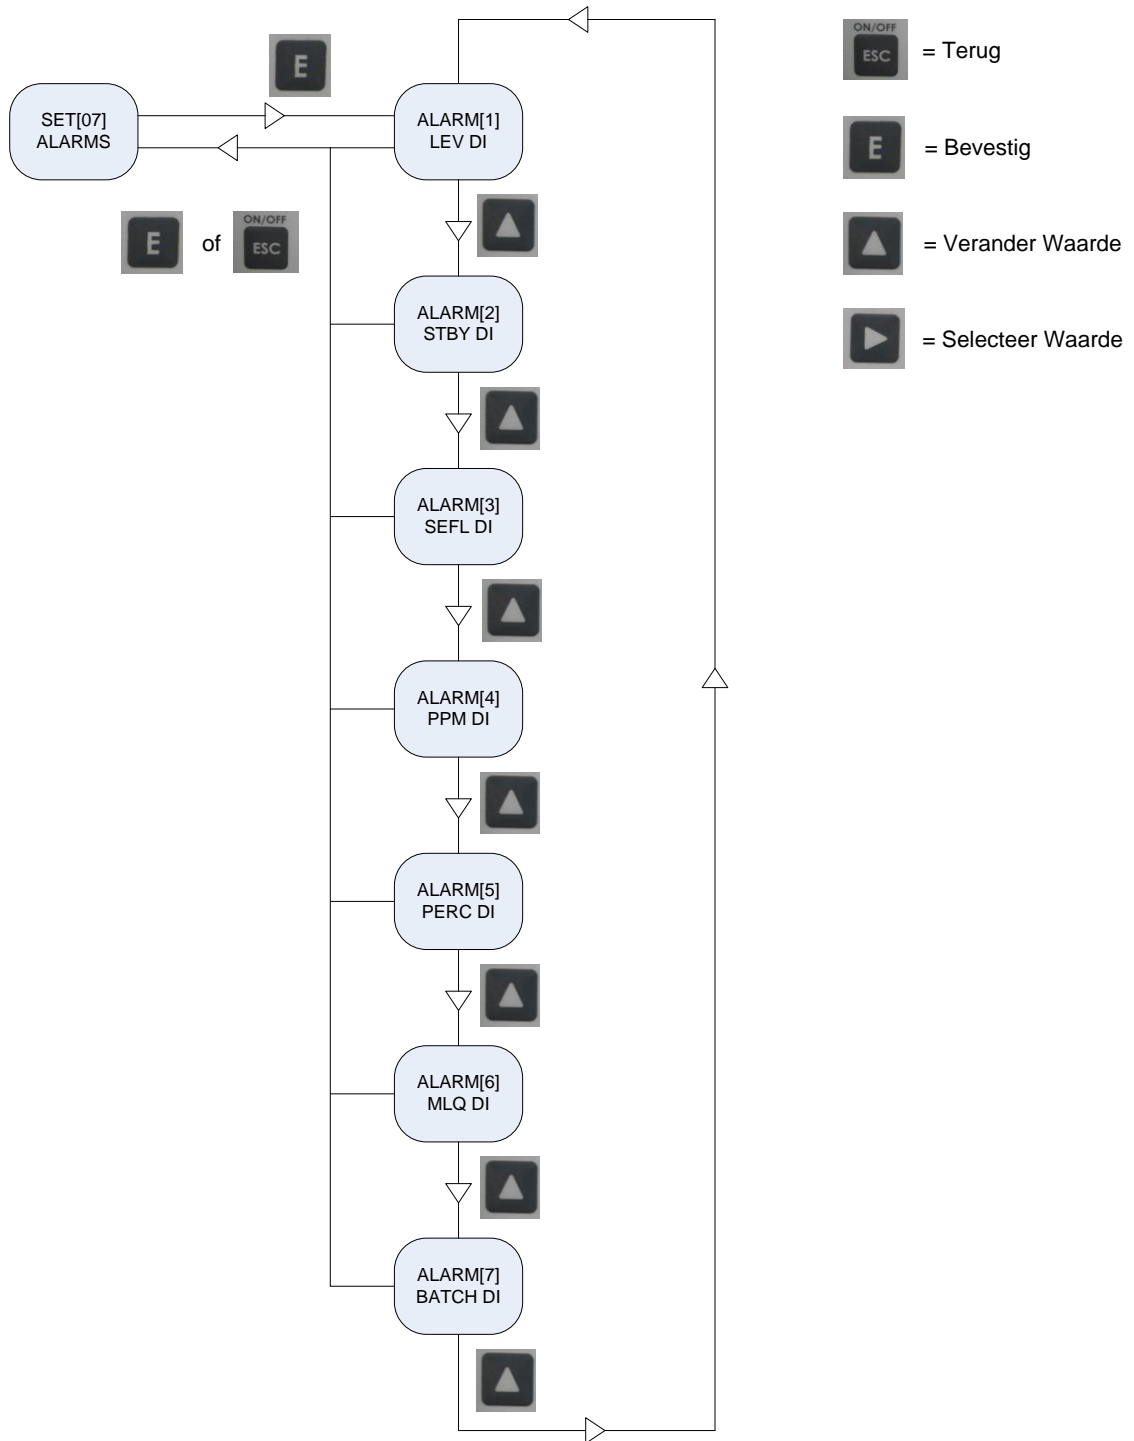 E
SET[07]
ALARMS
E of ON/OFF
ESC
ALARM[1]
LEV DI
ALARM[2]
STBY DI
ALARM[3]
SEFL DI
ALARM[4]
PPM DI
ALARM[5]
PERC DI
ALARM[6]
MLQ DI
ALARM[7]
BATCH DI
ON/OFF
ESC = Terug
E = Bevestig
= Verander Waarde
= Selecteer Waarde